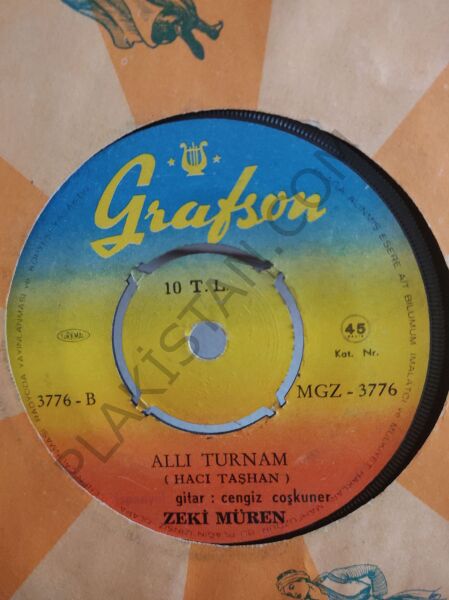 Grafson
10 T.L.
45
Kat. Nr.
3776 - B
MGZ - 3776
ALLI TURNAM
( HACI TAŞHAN )
gitar : cengiz coşkuner
ZEKİ MÜREN
PLAKİSTAN.COM